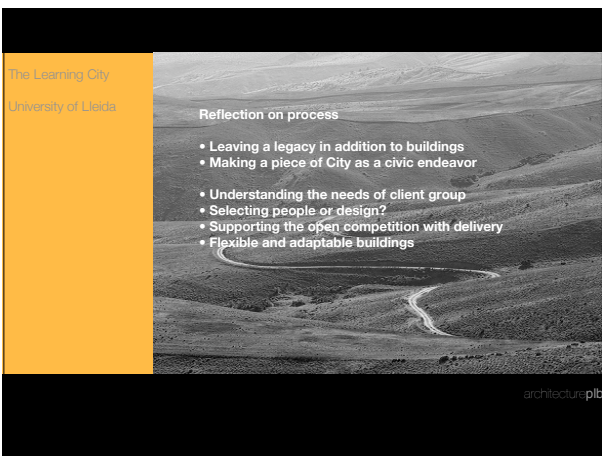 The Learning City
University of Lleida
Reflection on process
• Leaving a legacy in addition to buildings
• Making a piece of City as a civic endeavor
• Understanding the needs of client group
• Selecting people or design?
• Supporting the open competition with delivery
• Flexible and adaptable buildings
architectureplb